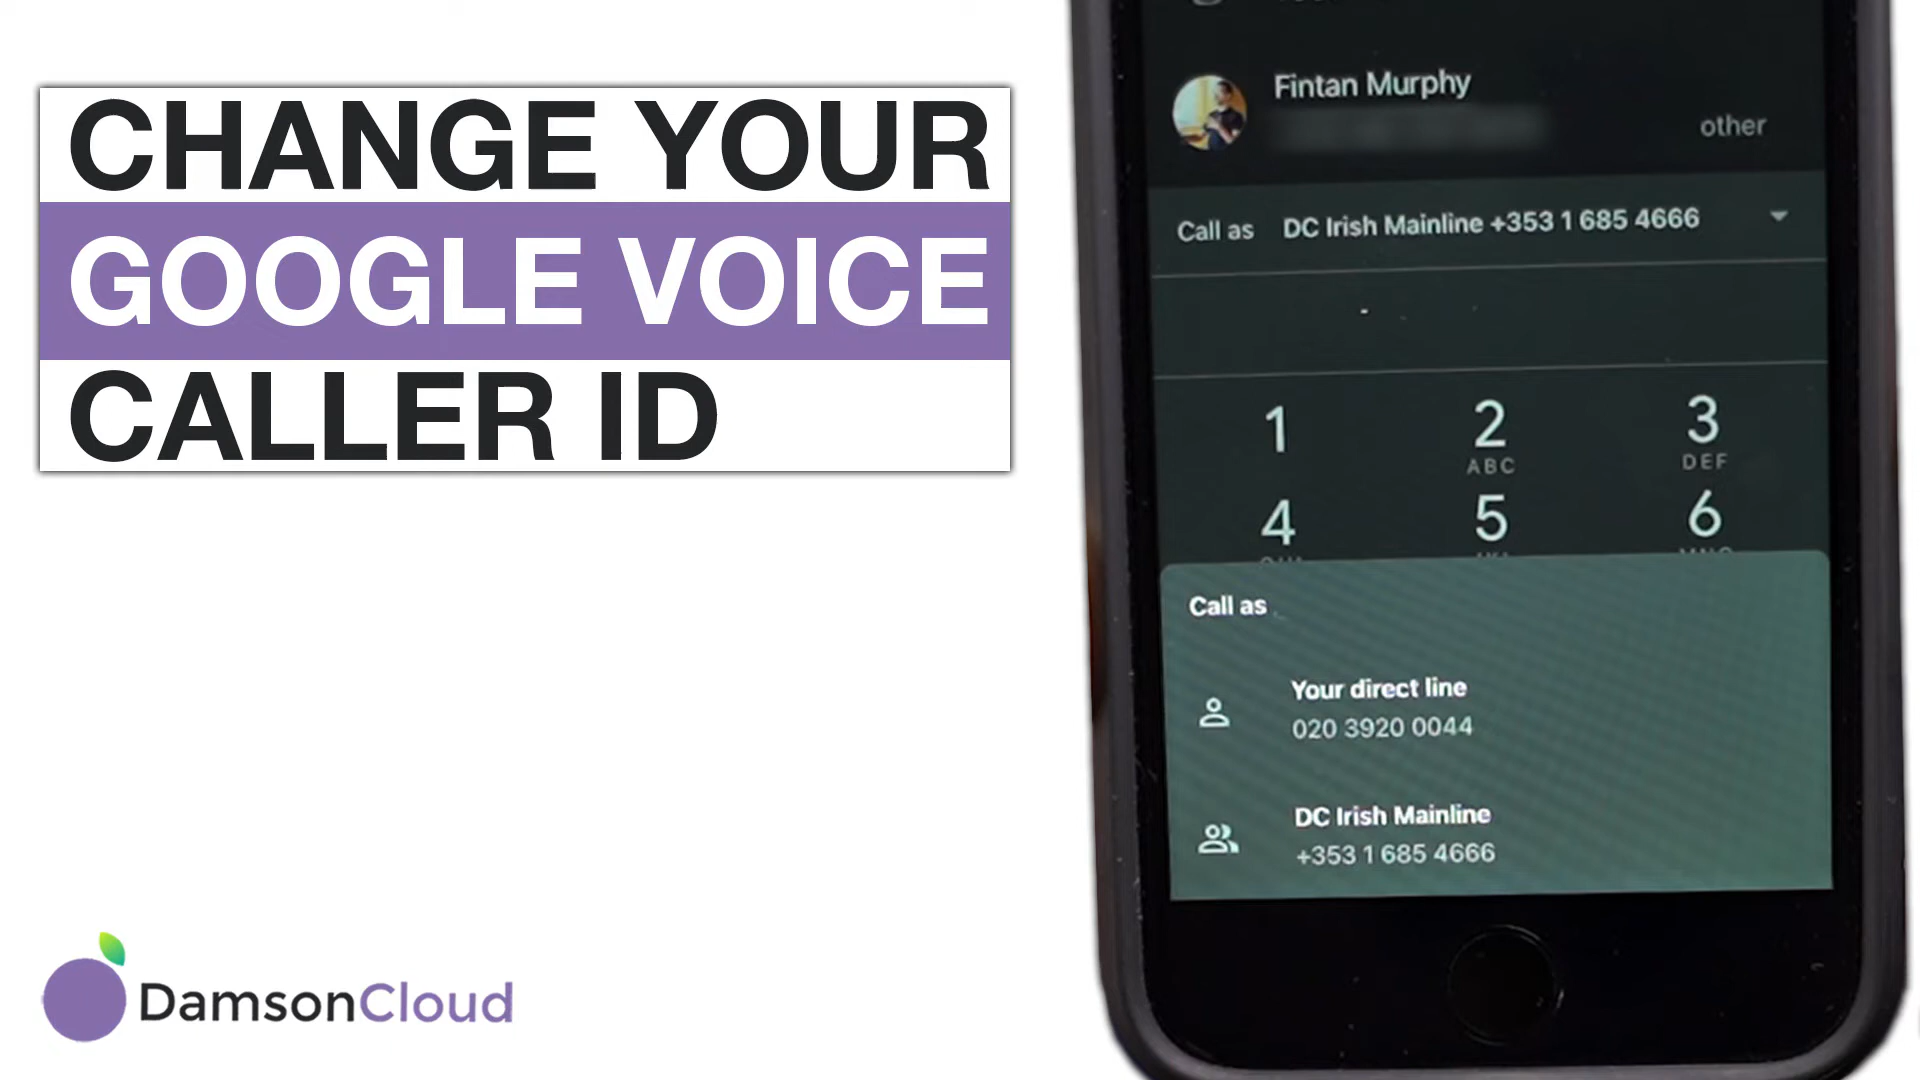 CHANGE YOUR
GOOGLE VOICE
CALLER ID
DamsonCloud
Fintan Murphy
other
Call as DC Irish Mainline +353 1 685 4666
1 2 3
ABC DEF
4 5 6
Call as
Your direct line
020 3920 0044
DC Irish Mainline
+353 1 685 4666